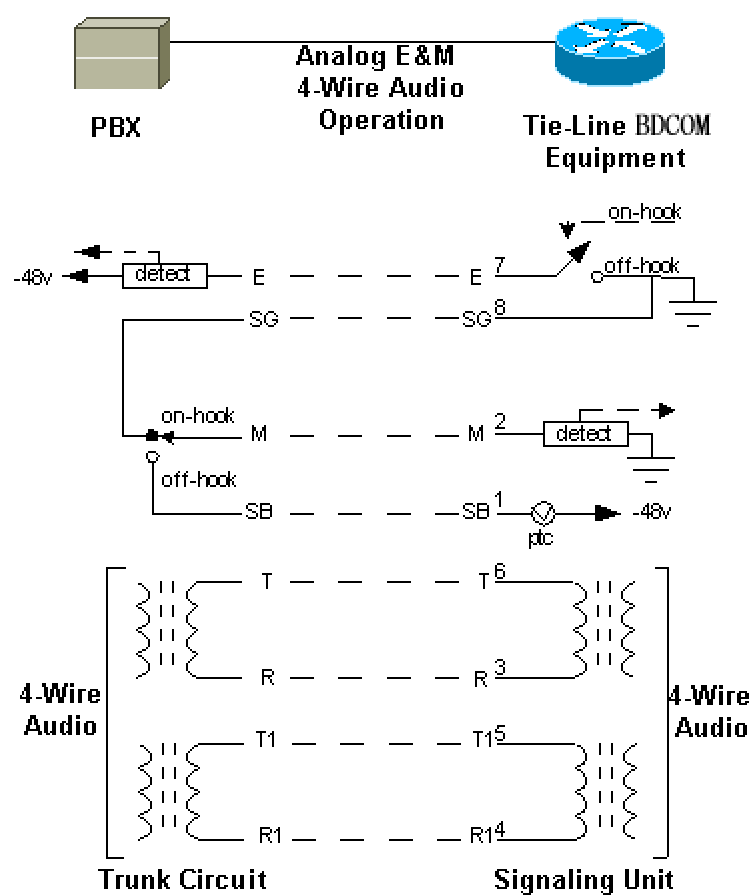 Analog E&M
4-Wire Audio
Operation
PBX
Tie-Line BDCOM
Equipment
on-hook
-48v detect E E 7 off-hook
SG SG 8
on-hook
M M 2 detect
off-hook
SB SB 1 -48v
ptc
T T 6
R R 3
4-Wire
Audio
4-Wire
Audio
T1 T1 5
R1 R1 4
Trunk Circuit
Signaling Unit